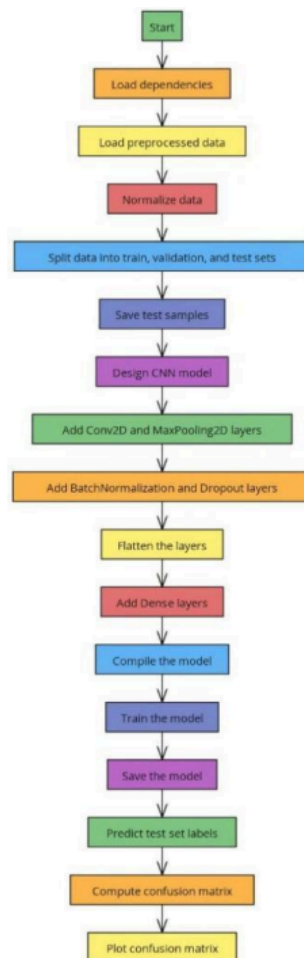 Start
Load dependencies
Load preprocessed data
Normalize data
Split data into train, validation, and test sets
Save test samples
Design CNN model
Add Conv2D and MaxPooling2D layers
Add BatchNormalization and Dropout layers
Flatten the layers
Add Dense layers
Compile the model
Train the model
Save the model
Predict test set labels
Compute confusion matrix
Plot confusion matrix